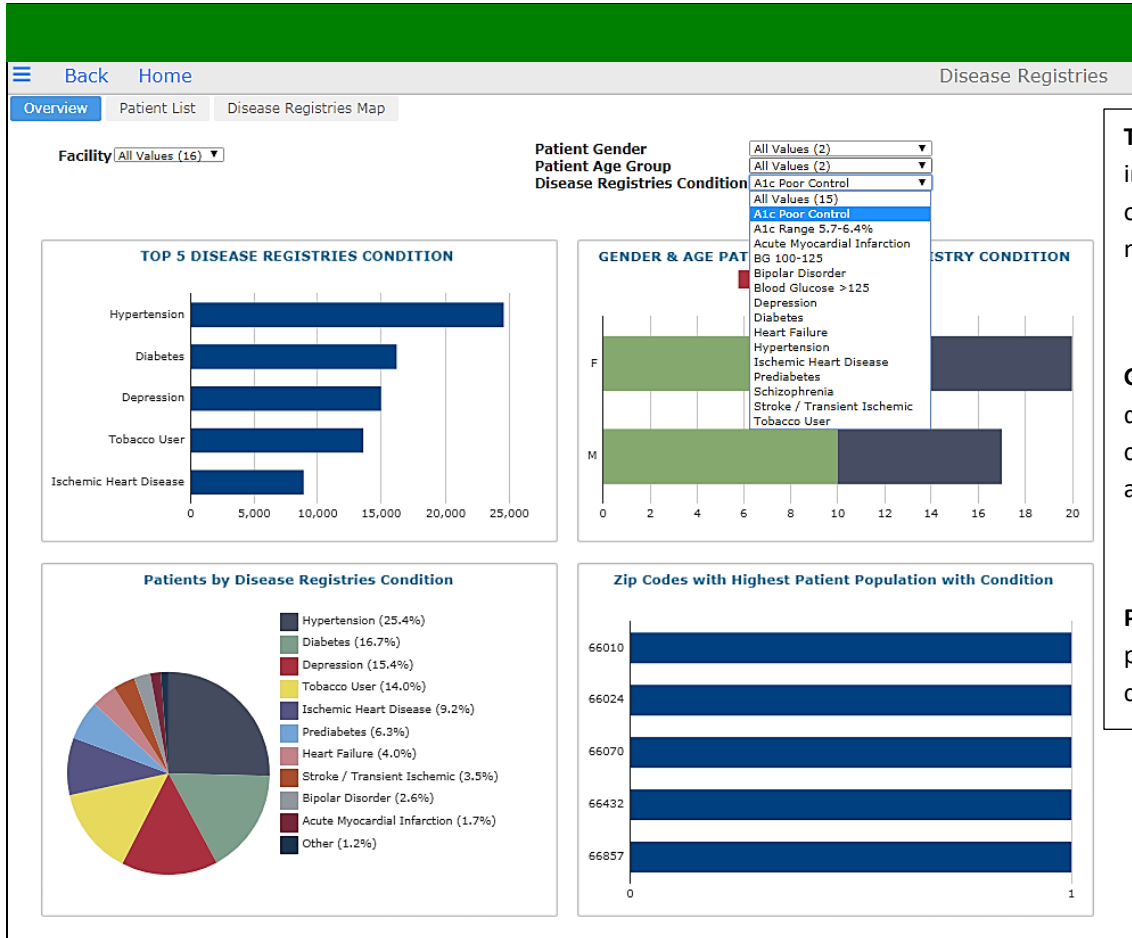 Back Home Disease Registries
Overview Patient List Disease Registries Map
Facility All Values (16) ▼
Patient Gender All Values (2) ▼
Patient Age Group All Values (2) ▼
Disease Registries Condition A1c Poor Control ▼
All Values (15)
A1c Poor Control
A1c Range 5.7-6.4%
Acute Myocardial Infarction
BG 100-125
Bipolar Disorder
Blood Glucose >125
Depression
Diabetes
Heart Failure
Hypertension
Ischemic Heart Disease
Prediabetes
Schizophrenia
Stroke / Transient Ischemic
Tobacco User
TOP 5 DISEASE REGISTRIES CONDITION
Hypertension
Diabetes
Depression
Tobacco User
Ischemic Heart Disease
0 5,000 10,000 15,000 20,000 25,000
GENDER & AGE PAT ISTRY CONDITION
F
M
0 2 4 6 8 10 12 14 16 18 20
Patients by Disease Registries Condition
Hypertension (25.4%)
Diabetes (16.7%)
Depression (15.4%)
Tobacco User (14.0%)
Ischemic Heart Disease (9.2%)
Prediabetes (6.3%)
Heart Failure (4.0%)
Stroke / Transient Ischemic (3.5%)
Bipolar Disorder (2.6%)
Acute Myocardial Infarction (1.7%)
Other (1.2%)
Zip Codes with Highest Patient Population with Condition
66010
66024
66070
66432
66857
0 1